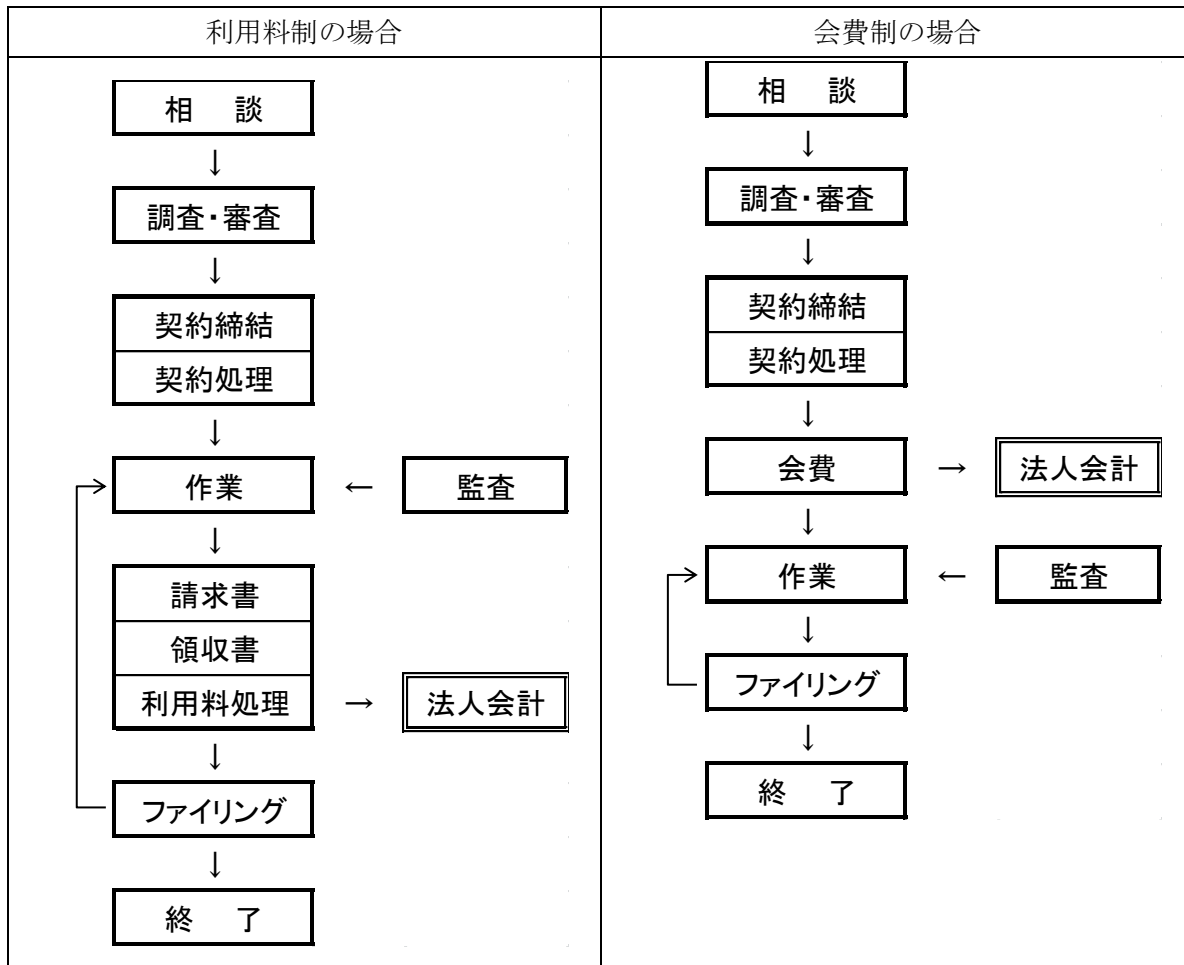 利用料制の場合
相　談
↓
調査・審査
↓
契約締結
契約処理
↓
作業 ← 監査
↓
請求書
領収書
利用料処理 → 法人会計
↓
ファイリング
↓
終　了
会費制の場合
相　談
↓
調査・審査
↓
契約締結
契約処理
↓
会費 → 法人会計
↓
作業 ← 監査
↓
ファイリング
↓
終　了